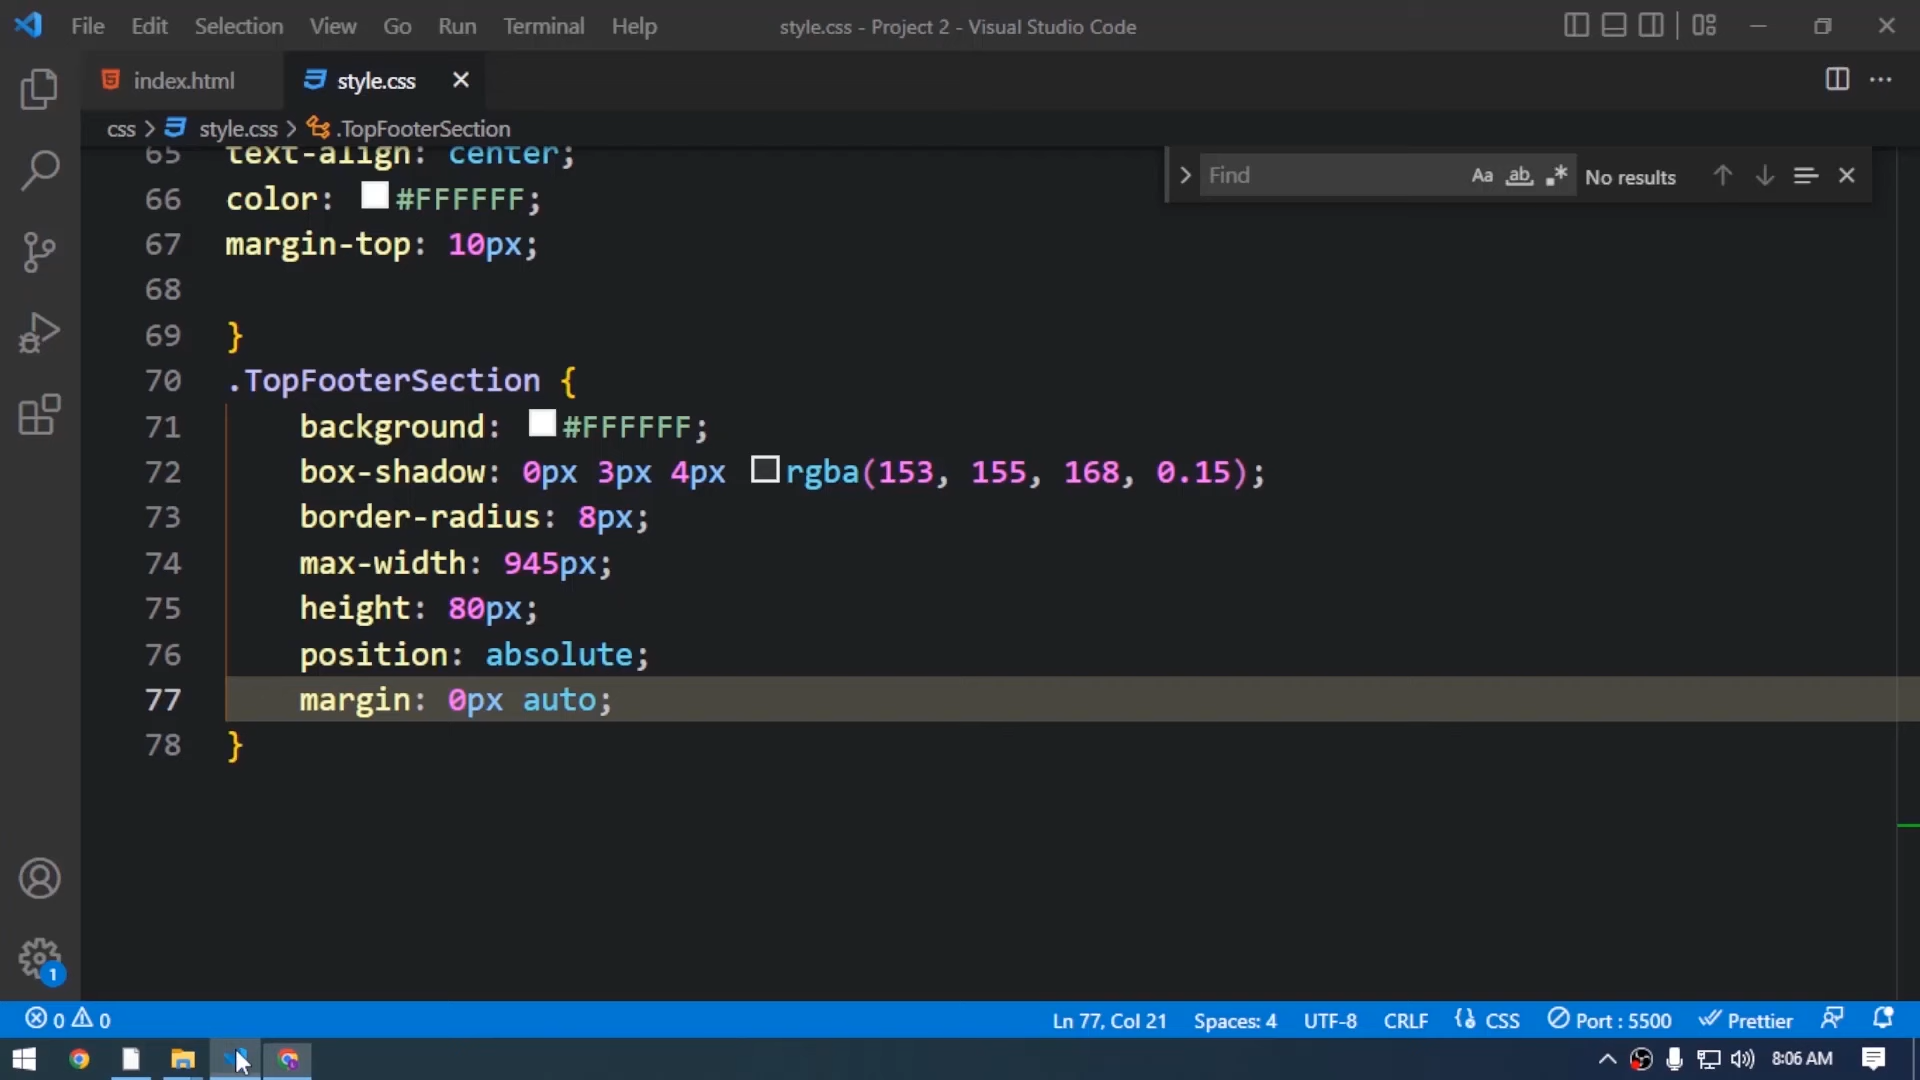 File Edit Selection View Go Run Terminal Help
style.css - Project 2 - Visual Studio Code
index.html
style.css
css > style.css > .TopFooterSection
Find
Aa ab .* No results
65 text-align: center;
66 color: #FFFFFF;
67 margin-top: 10px;
68
69 }
70 .TopFooterSection {
71 background: #FFFFFF;
72 box-shadow: 0px 3px 4px rgba(153, 155, 168, 0.15);
73 border-radius: 8px;
74 max-width: 945px;
75 height: 80px;
76 position: absolute;
77 margin: 0px auto;
78 }
1
0 0 Ln 77, Col 21 Spaces: 4 UTF-8 CRLF CSS Port : 5500 Prettier
8:06 AM